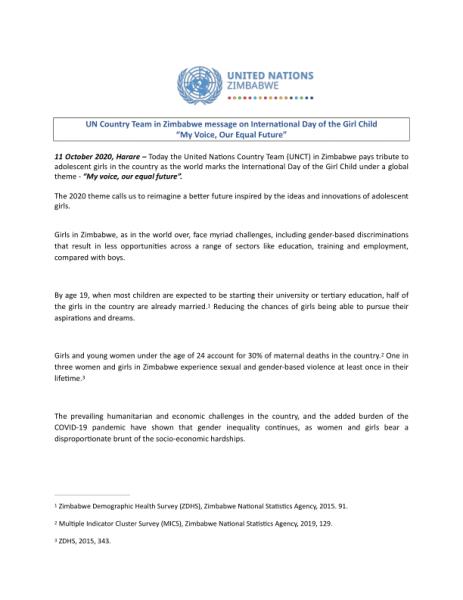 UNITED NATIONS
ZIMBABWE
UN Country Team in Zimbabwe message on International Day of the Girl Child
“My Voice, Our Equal Future”
11 October 2020, Harare – Today the United Nations Country Team (UNCT) in Zimbabwe pays tribute to
adolescent girls in the country as the world marks the International Day of the Girl Child under a global
theme - “My voice, our equal future”.
The 2020 theme calls us to reimagine a better future inspired by the ideas and innovations of adolescent
girls.
Girls in Zimbabwe, as in the world over, face myriad challenges, including gender-based discriminations
that result in less opportunities across a range of sectors like education, training and employment,
compared with boys.
By age 19, when most children are expected to be starting their university or tertiary education, half of
the girls in the country are already married.1 Reducing the chances of girls being able to pursue their
aspirations and dreams.
Girls and young women under the age of 24 account for 30% of maternal deaths in the country.2 One in
three women and girls in Zimbabwe experience sexual and gender-based violence at least once in their
lifetime.3
The prevailing humanitarian and economic challenges in the country, and the added burden of the
COVID-19 pandemic have shown that gender inequality continues, as women and girls bear a
disproportionate brunt of the socio-economic hardships.
1 Zimbabwe Demographic Health Survey (ZDHS), Zimbabwe National Statistics Agency, 2015. 91.
2 Multiple Indicator Cluster Survey (MICS), Zimbabwe National Statistics Agency, 2019, 129.
3 ZDHS, 2015, 343.